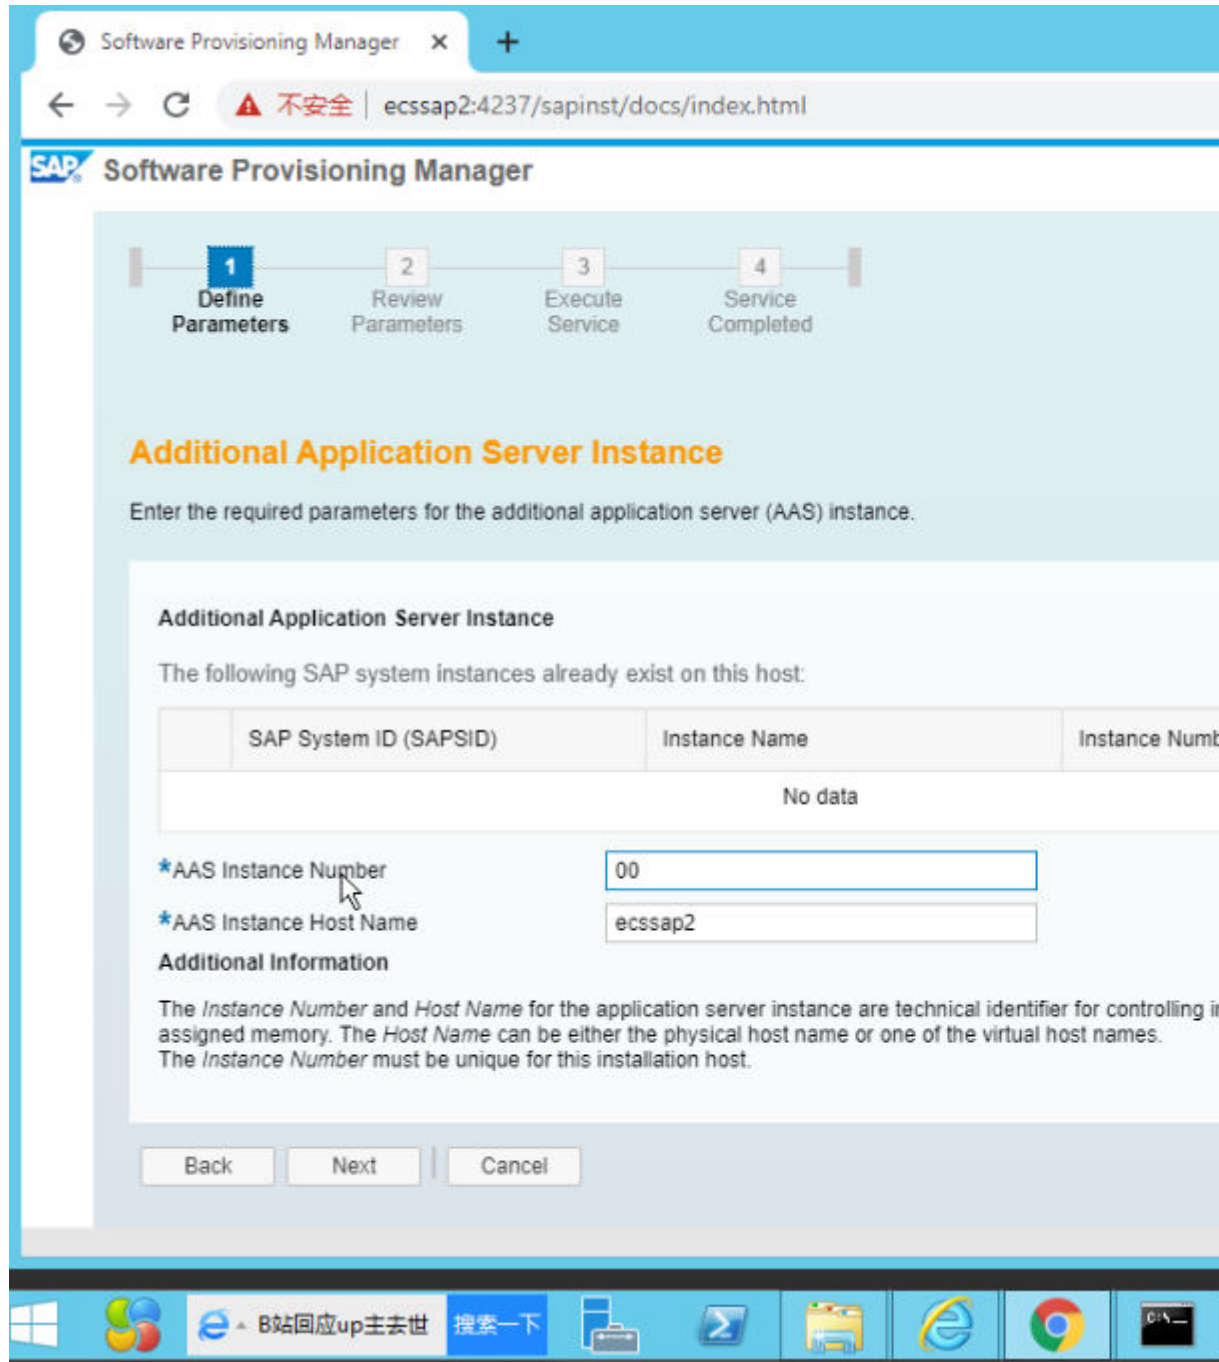 Software Provisioning Manager
不安全 | ecssap2:4237/sapinst/docs/index.html
SAP Software Provisioning Manager
1 2 3 4
Define Parameters
Review Parameters
Execute Service
Service Completed
Additional Application Server Instance
Enter the required parameters for the additional application server (AAS) instance.
Additional Application Server Instance
The following SAP system instances already exist on this host:
SAP System ID (SAPSID) Instance Name Instance Numb
No data
*AAS Instance Number 00
*AAS Instance Host Name ecssap2
Additional Information
The Instance Number and Host Name for the application server instance are technical identifier for controlling
assigned memory. The Host Name can be either the physical host name or one of the virtual host names.
The Instance Number must be unique for this installation host.
Back Next Cancel
B站回应up主去世 搜索一下
C:\_